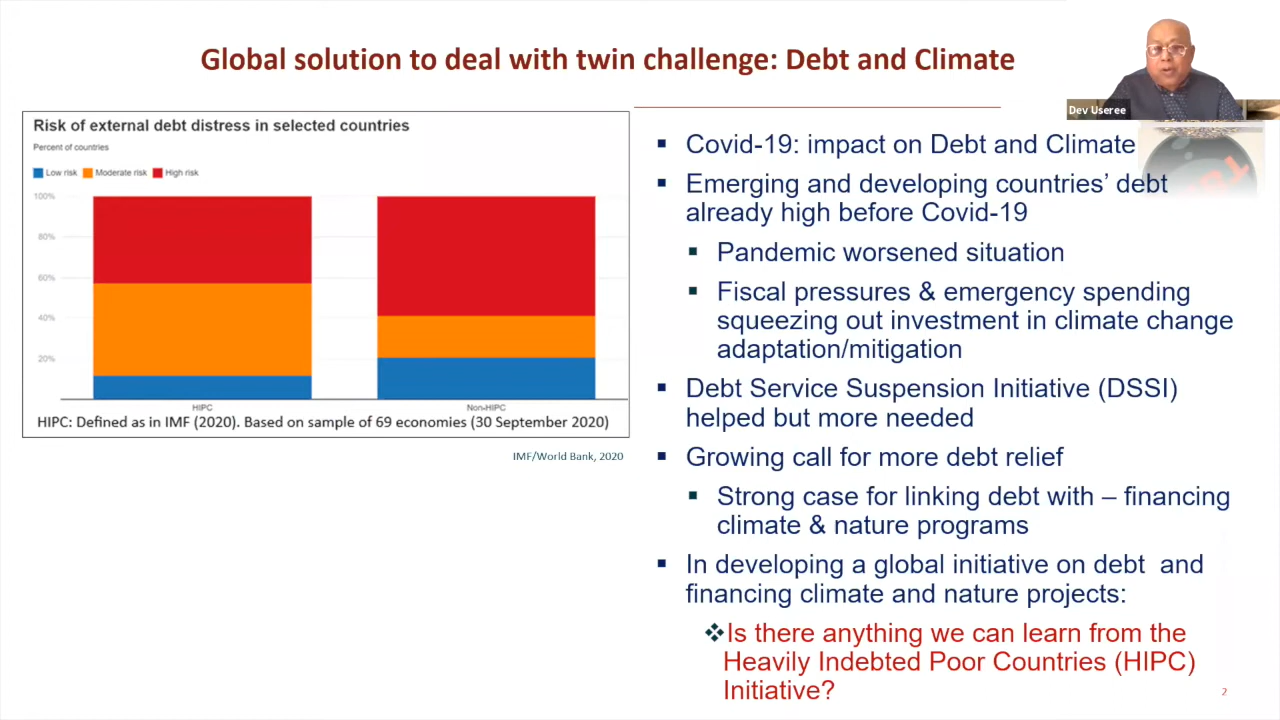 Global solution to deal with twin challenge: Debt and Climate
Dev Useree
Risk of external debt distress in selected countries
Percent of countries
Low risk Moderate risk High risk
100%
80%
60%
40%
20%
HIPC Non-HIPC
HIPC: Defined as in IMF (2020). Based on sample of 69 economies (30 September 2020)
IMF/World Bank, 2020
Covid-19: impact on Debt and Climate
Emerging and developing countries’ debt
already high before Covid-19
Pandemic worsened situation
Fiscal pressures & emergency spending
squeezing out investment in climate change
adaptation/mitigation
Debt Service Suspension Initiative (DSSI)
helped but more needed
Growing call for more debt relief
Strong case for linking debt with – financing
climate & nature programs
In developing a global initiative on debt and
financing climate and nature projects:
Is there anything we can learn from the
Heavily Indebted Poor Countries (HIPC)
Initiative?
2